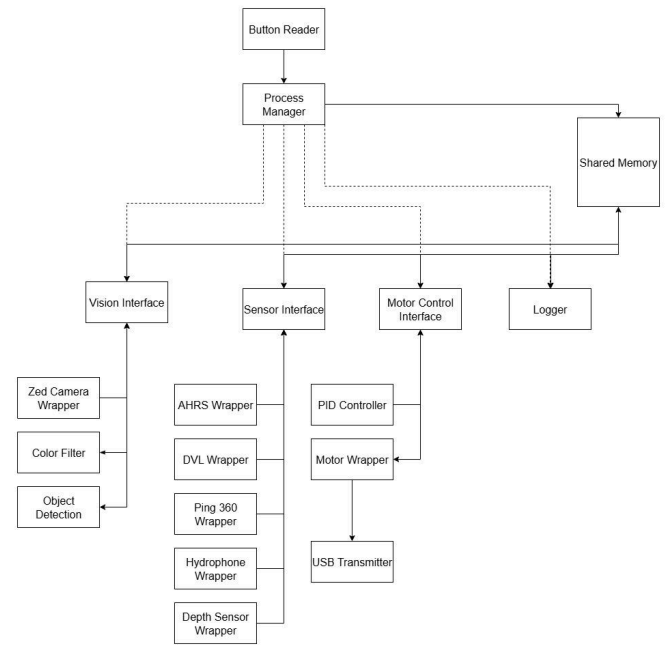 Button Reader
Process
Manager
Shared Memory
Vision Interface
Sensor Interface
Motor Control
Interface
Logger
Zed Camera
Wrapper
Color Filter
Object
Detection
AHRS Wrapper
DVL Wrapper
Ping 360
Wrapper
Hydrophone
Wrapper
Depth Sensor
Wrapper
PID Controller
Motor Wrapper
USB Transmitter